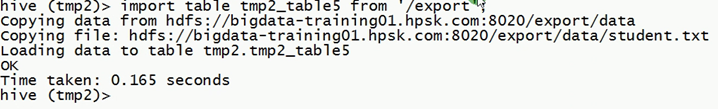 hive (tmp2)> import table tmp2_table5 from '/export';
Copying data from hdfs://bigdata-training01.hpsk.com:8020/export/data
Copying file: hdfs://bigdata-training01.hpsk.com:8020/export/data/student.txt
Loading data to table tmp2.tmp2_table5
OK
Time taken: 0.165 seconds
hive (tmp2)>